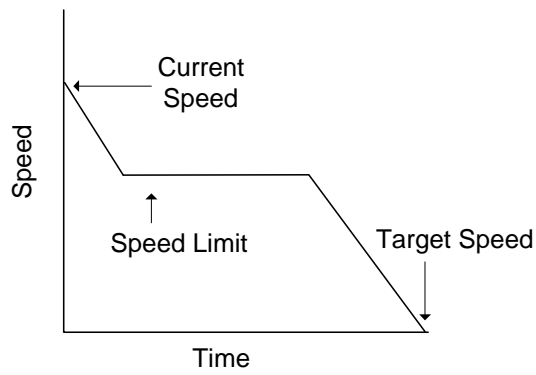 Current
Speed
Speed
Speed Limit
Target Speed
Time